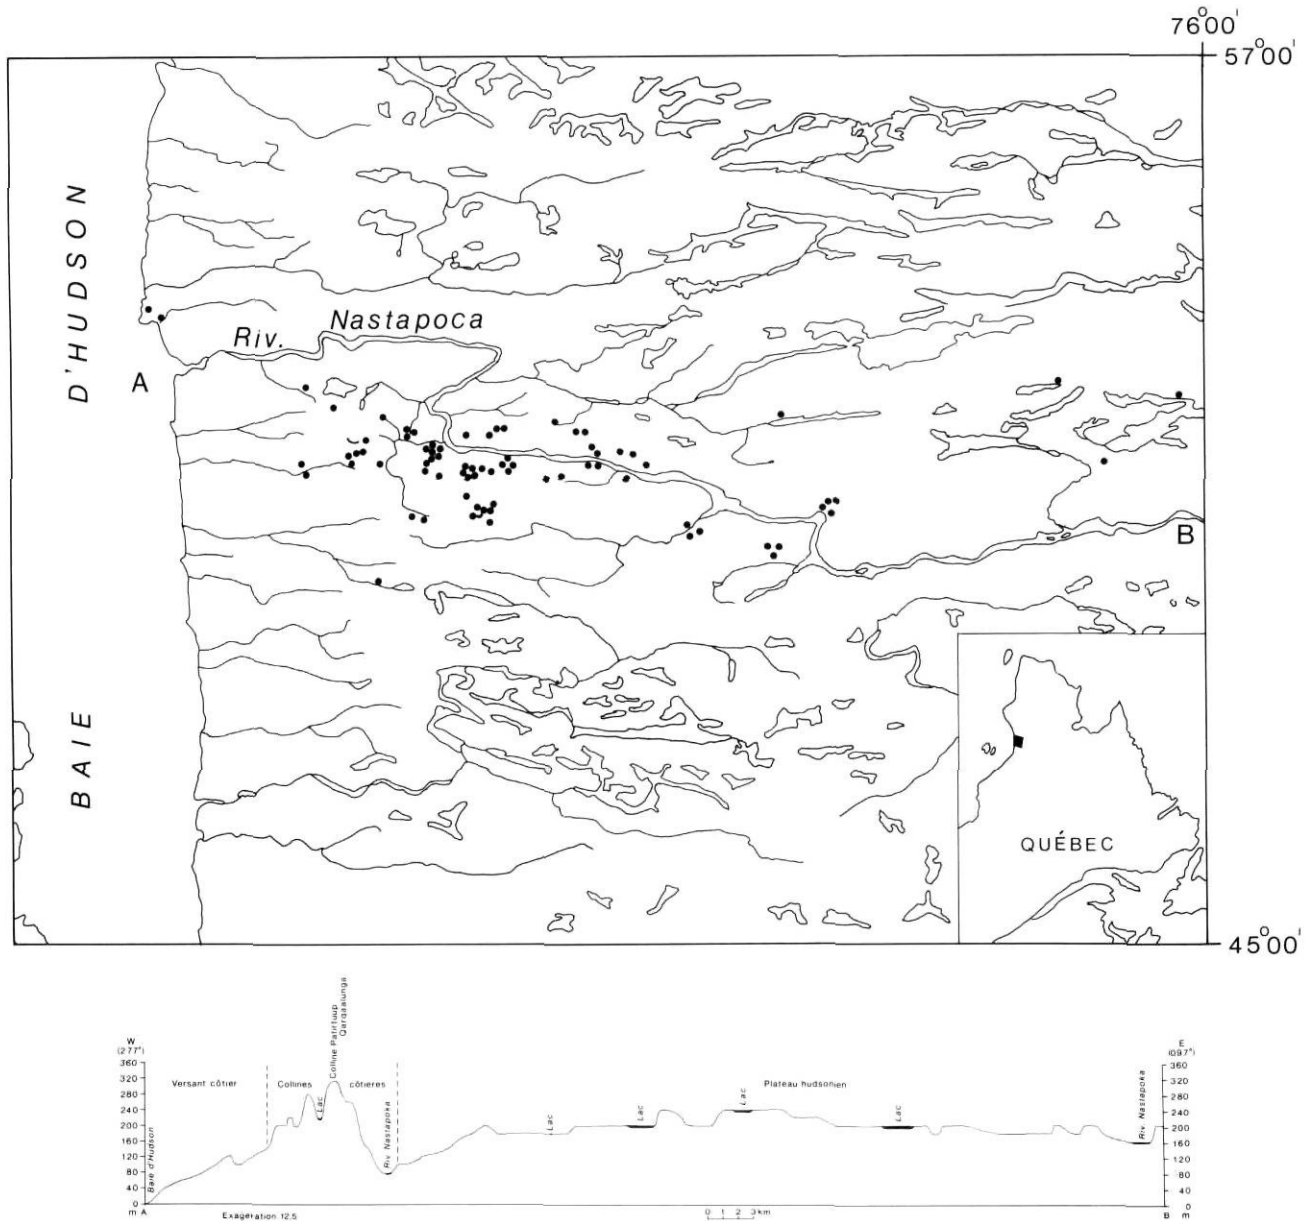 76°00'
57°00'
BAIE D'HUDSON
Riv. Nastapoca
A
B
QUÉBEC
45°00'
W
(277°)
E
(097°)
Colline Patirtuup
Qarqaalunga
360
320
280
240
200
160
120
80
40
0
m A
Versant côtier
Collines côtières
Plateau hudsonien
Baie d'Hudson
Lac
Riv. Nastapoka
Lac
Lac
Lac
Lac
Riv. Nastapoka
360
320
280
240
200
160
120
80
40
0
B m
Exagération 12.5
0 1 2 3 km